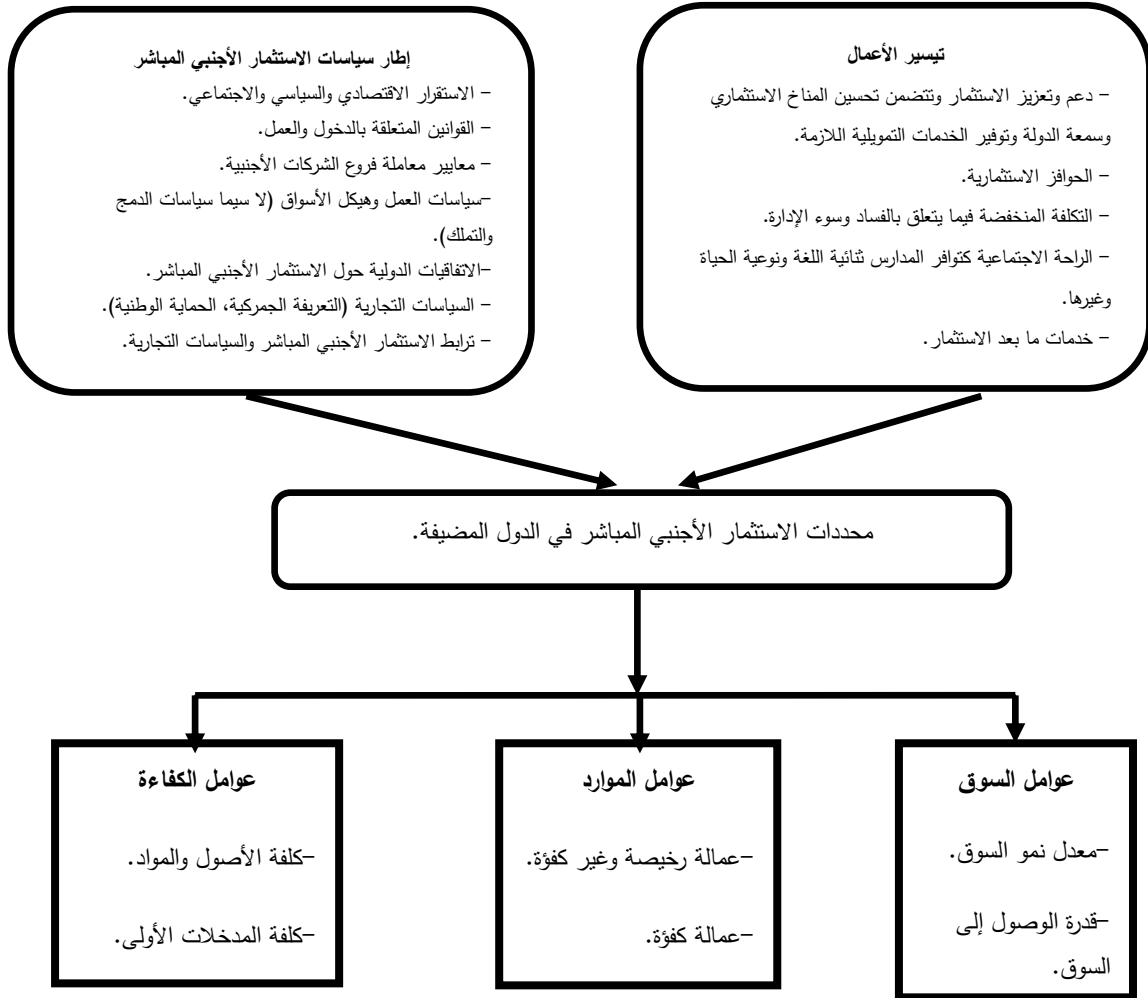 تيسير الأعمال
– دعم وتعزيز الاستثمار وتتضمن تحسين المناخ الاستثماري
وسمعة الدولة وتوفير الخدمات التمويلية اللازمة.
– الحوافز الاستثمارية.
– التكلفة المنخفضة فيما يتعلق بالفساد وسوء الإدارة.
– الراحة الاجتماعية كتوافر المدارس ثنائية اللغة ونوعية الحياة
وغيرها.
– خدمات ما بعد الاستثمار.
إطار سياسات الاستثمار الأجنبي المباشر
– الاستقرار الاقتصادي والسياسي والاجتماعي.
– القوانين المتعلقة بالدخول والعمل.
– معايير معاملة فروع الشركات الأجنبية.
–سياسات العمل وهيكل الأسواق (لا سيما سياسات الدمج
والتملك).
–الاتفاقيات الدولية حول الاستثمار الأجنبي المباشر.
– السياسات التجارية (التعريفة الجمركية، الحماية الوطنية).
– ترابط الاستثمار الأجنبي المباشر والسياسات التجارية.
محددات الاستثمار الأجنبي المباشر في الدول المضيفة.
عوامل السوق
–معدل نمو السوق.
–قدرة الوصول إلى
السوق.
عوامل الموارد
–عمالة رخيصة وغير كفؤة.
–عمالة كفؤة.
عوامل الكفاءة
–كلفة الأصول والمواد.
–كلفة المدخلات الأولى.